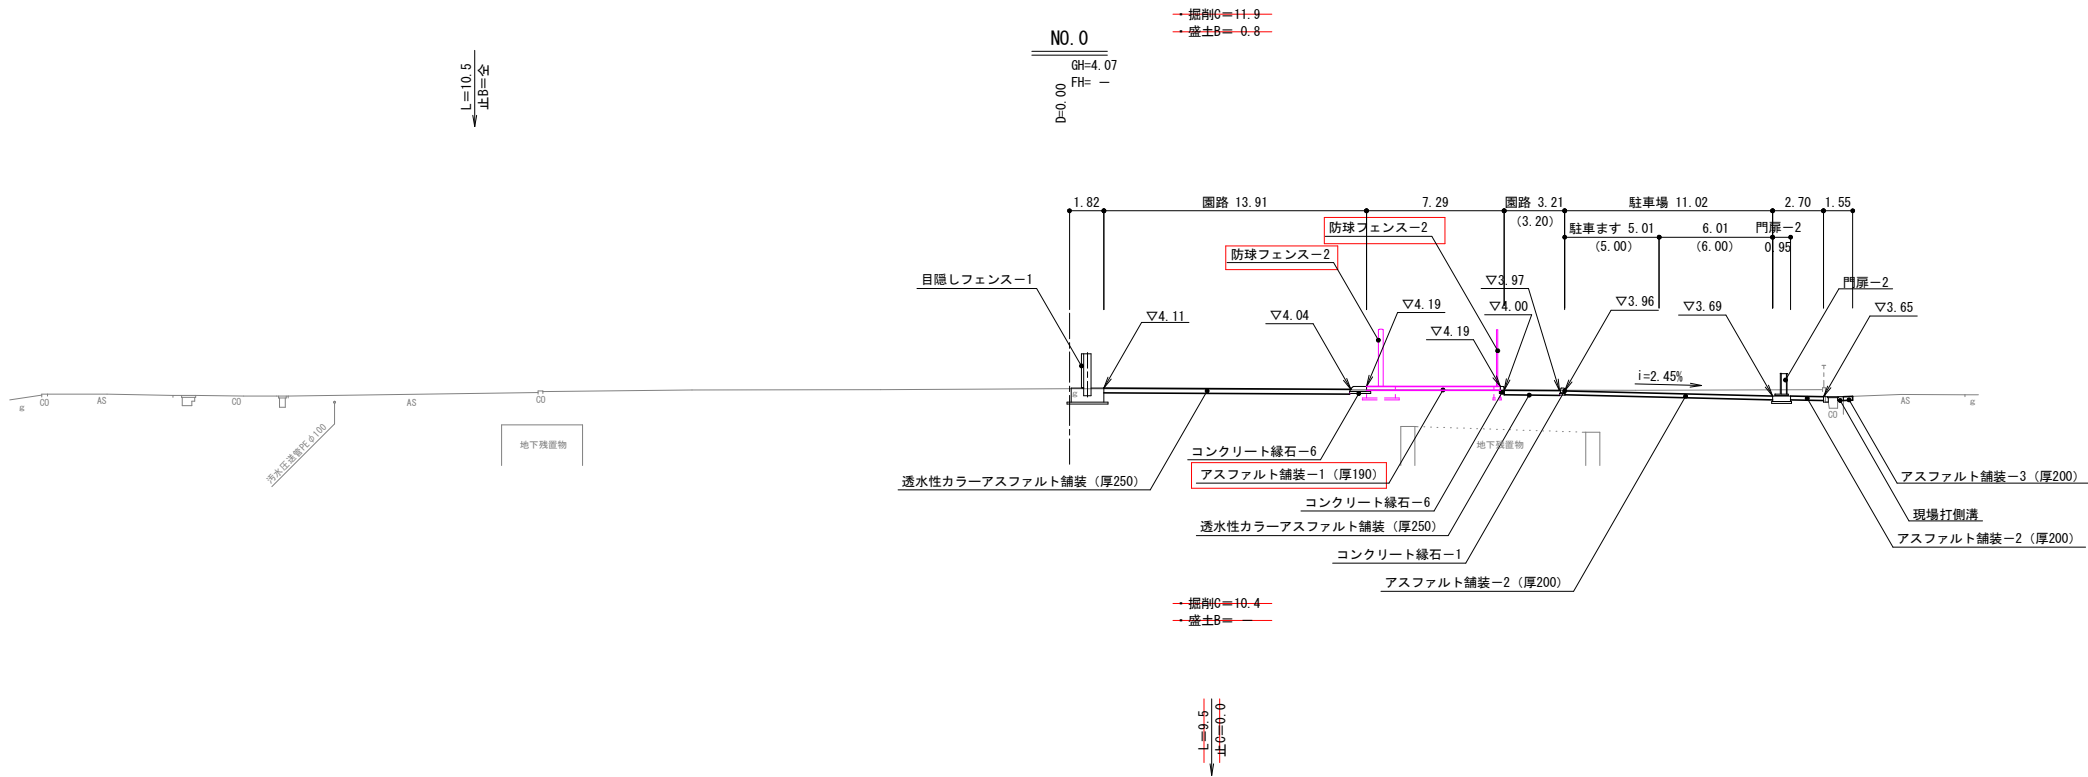 ・掘削C=11.9
・盛土B= 0.8
NO.0
GH=4.07
FH= —
D=0.00
L=10.5
止B=全
1.82
園路 13.91
7.29
園路 3.21
(3.20)
駐車場 11.02
2.70
1.55
駐車ます 5.01
(5.00)
6.01
(6.00)
門扉－2
0.95
防球フェンス－2
防球フェンス－2
目隠しフェンス－1
▽3.97
門扉－2
▽4.11
▽4.04
▽4.19
▽4.19
▽4.00
▽3.96
▽3.69
▽3.65
i=2.45%
g
CO
AS
CO
AS
CO
g
CO
AS
g
汚水圧送管PEφ100
地下残置物
地下残置物
コンクリート縁石－6
透水性カラーアスファルト舗装（厚250）
アスファルト舗装－1（厚190）
コンクリート縁石－6
透水性カラーアスファルト舗装（厚250）
コンクリート縁石－1
アスファルト舗装－2（厚200）
アスファルト舗装－3（厚200）
現場打側溝
アスファルト舗装－2（厚200）
・掘削C=10.4
・盛土B= —
L=9.5
止C=0.0